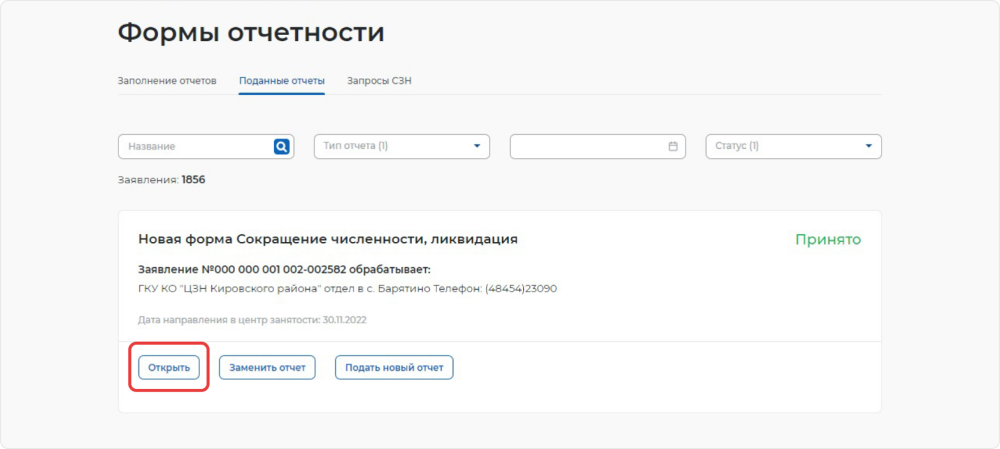 Формы отчетности
Заполнение отчетов Поданные отчеты Запросы СЗН
Название Тип отчета (1) Статус (1)
Заявления: 1856
Новая форма Сокращение численности, ликвидация Принято
Заявление №000 000 001 002-002582 обрабатывает:
ГКУ КО "ЦЗН Кировского района" отдел в с. Барятино Телефон: (48454)23090
Дата направления в центр занятости: 30.11.2022
Открыть Заменить отчет Подать новый отчет